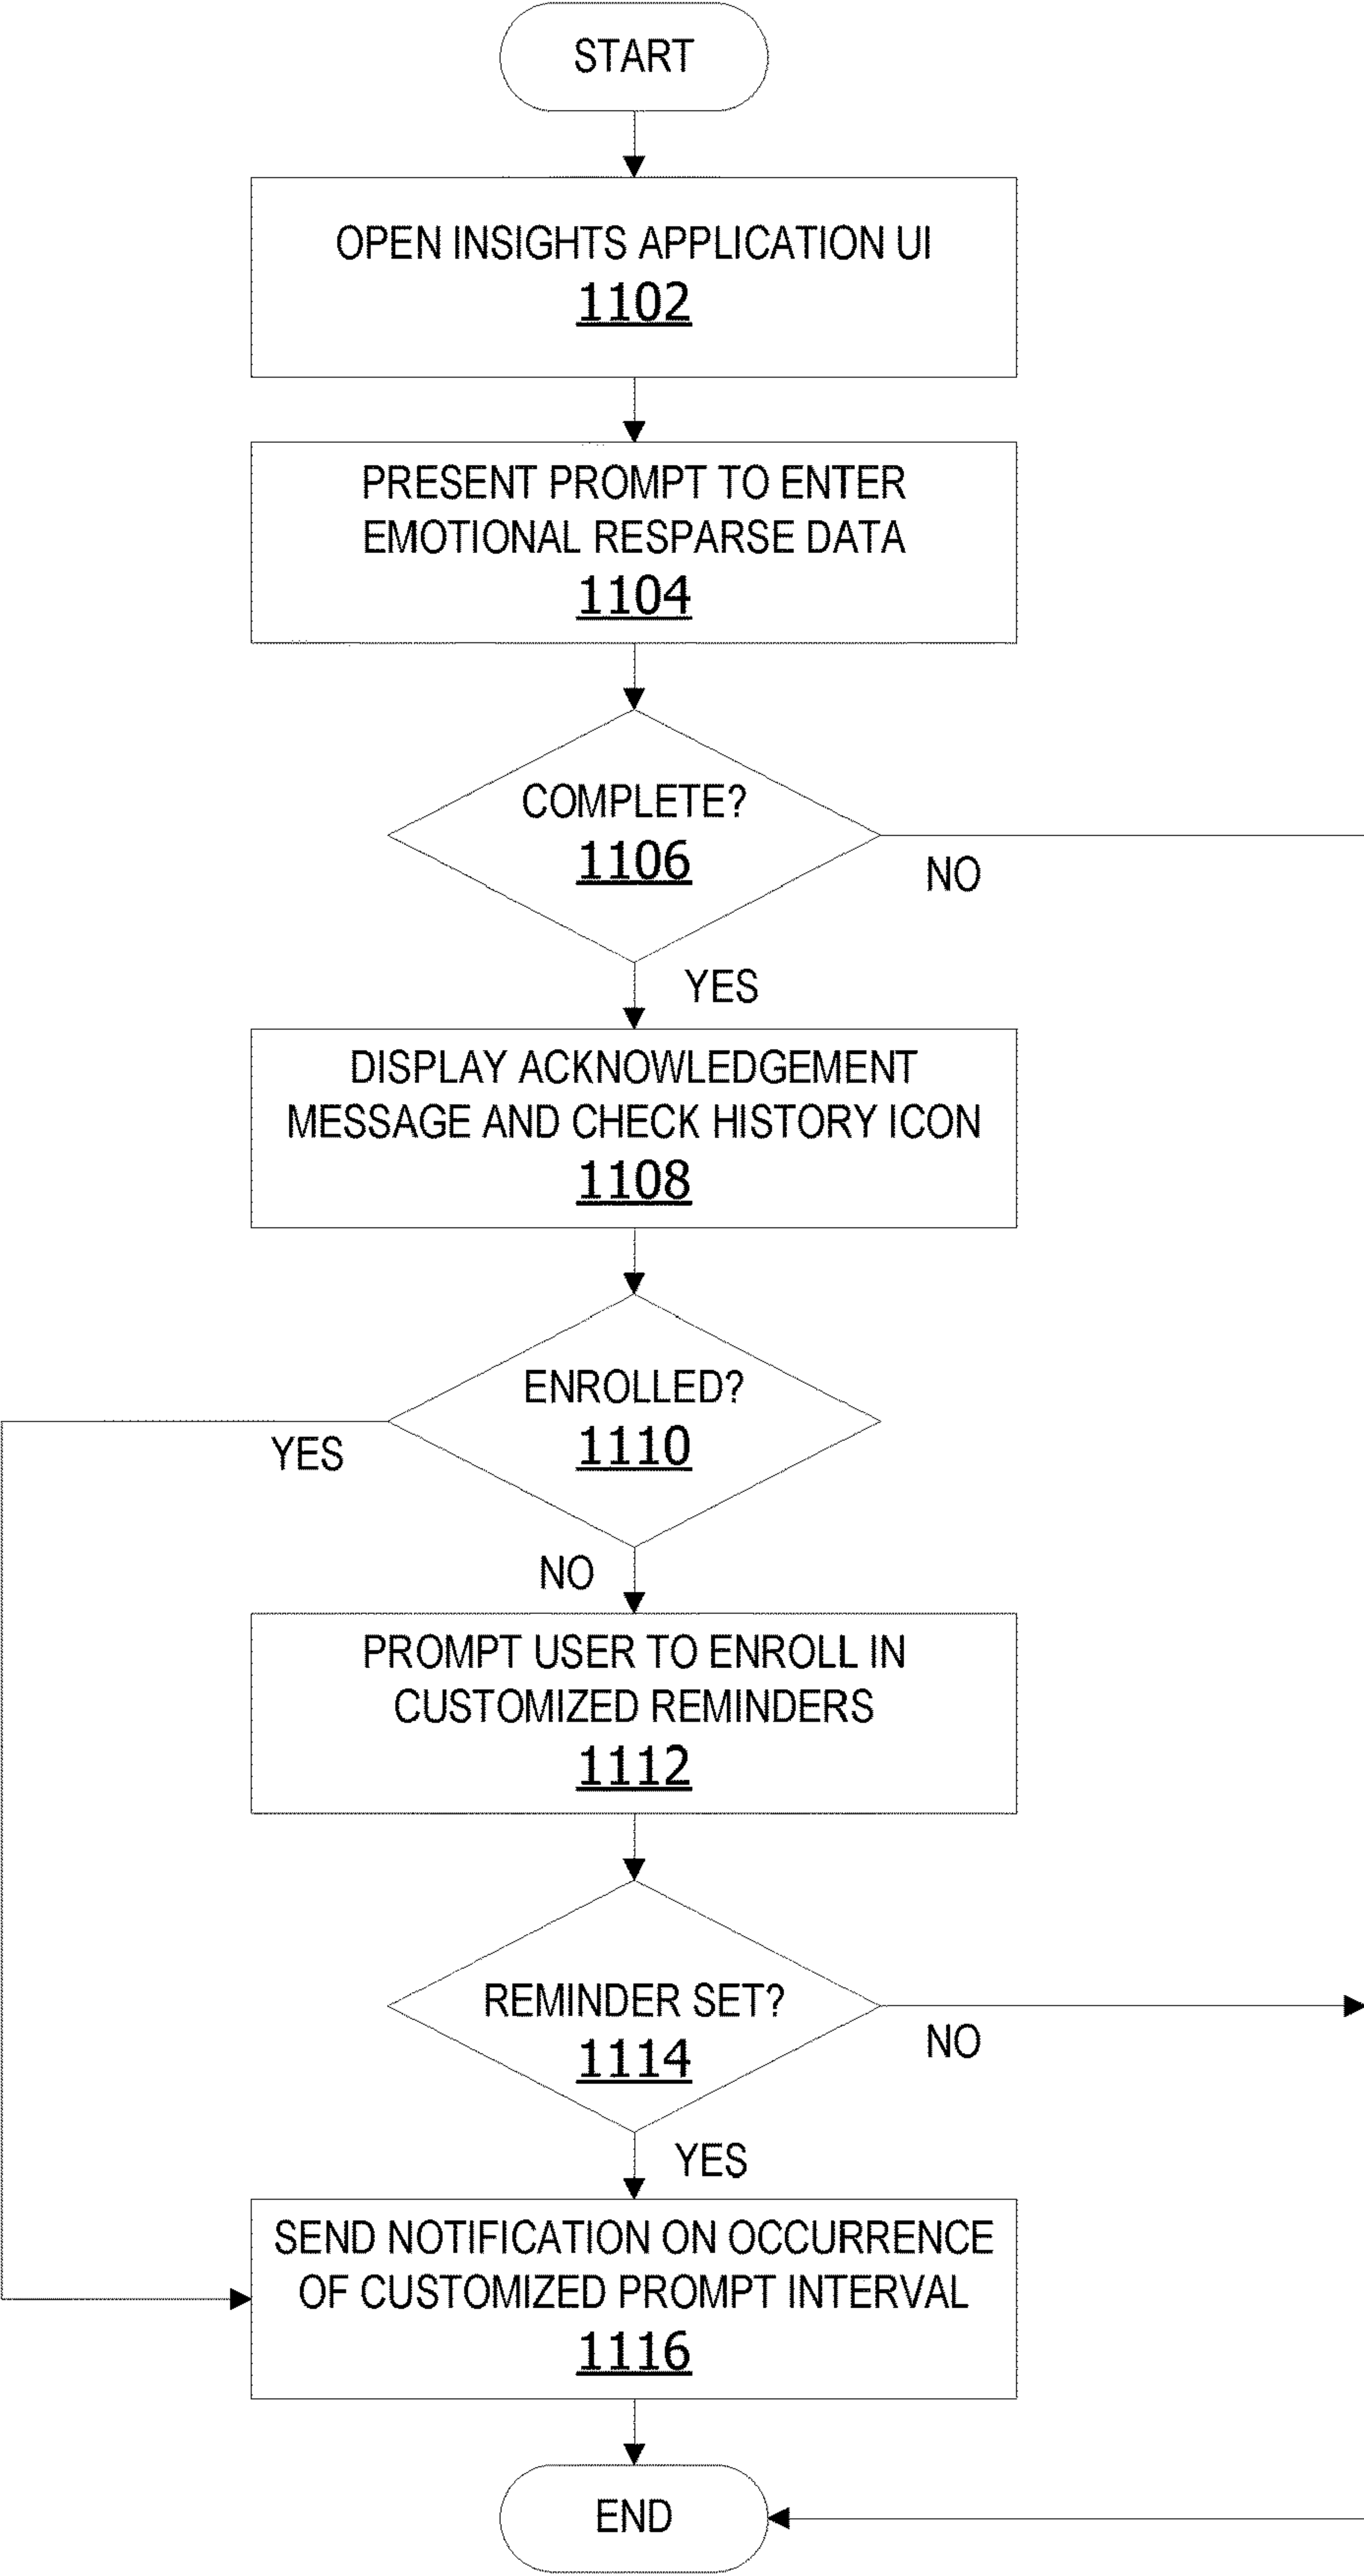 START
OPEN INSIGHTS APPLICATION UI
1102
PRESENT PROMPT TO ENTER
EMOTIONAL RESPARSE DATA
1104
COMPLETE?
1106
NO
YES
DISPLAY ACKNOWLEDGEMENT
MESSAGE AND CHECK HISTORY ICON
1108
ENROLLED?
1110
YES
NO
PROMPT USER TO ENROLL IN
CUSTOMIZED REMINDERS
1112
REMINDER SET?
1114
NO
YES
SEND NOTIFICATION ON OCCURRENCE
OF CUSTOMIZED PROMPT INTERVAL
1116
END